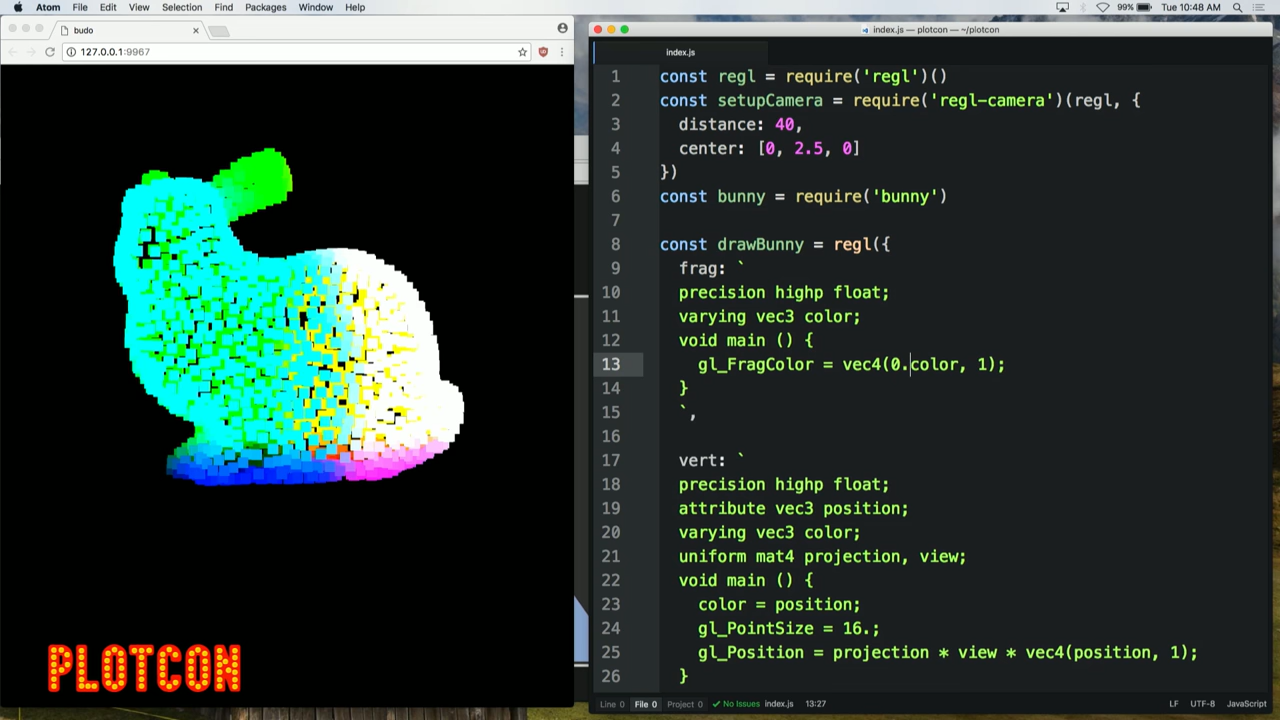 Atom File Edit View Selection Find Packages Window Help
99% Tue 10:48 AM
budo
127.0.0.1:9967
index.js — plotcon — ~/plotcon
index.js
1 const regl = require('regl')()
2 const setupCamera = require('regl-camera')(regl, {
3 distance: 40,
4 center: [0, 2.5, 0]
5 })
6 const bunny = require('bunny')
7
8 const drawBunny = regl({
9 frag: `
10 precision highp float;
11 varying vec3 color;
12 void main () {
13 gl_FragColor = vec4(0.color, 1);
14 }
15 `,
16
17 vert: `
18 precision highp float;
19 attribute vec3 position;
20 varying vec3 color;
21 uniform mat4 projection, view;
22 void main () {
23 color = position;
24 gl_PointSize = 16.;
25 gl_Position = projection * view * vec4(position, 1);
26 }
PLOTCON
Line 0 File 0 Project 0 No Issues index.js 13:27 LF UTF-8 JavaScript